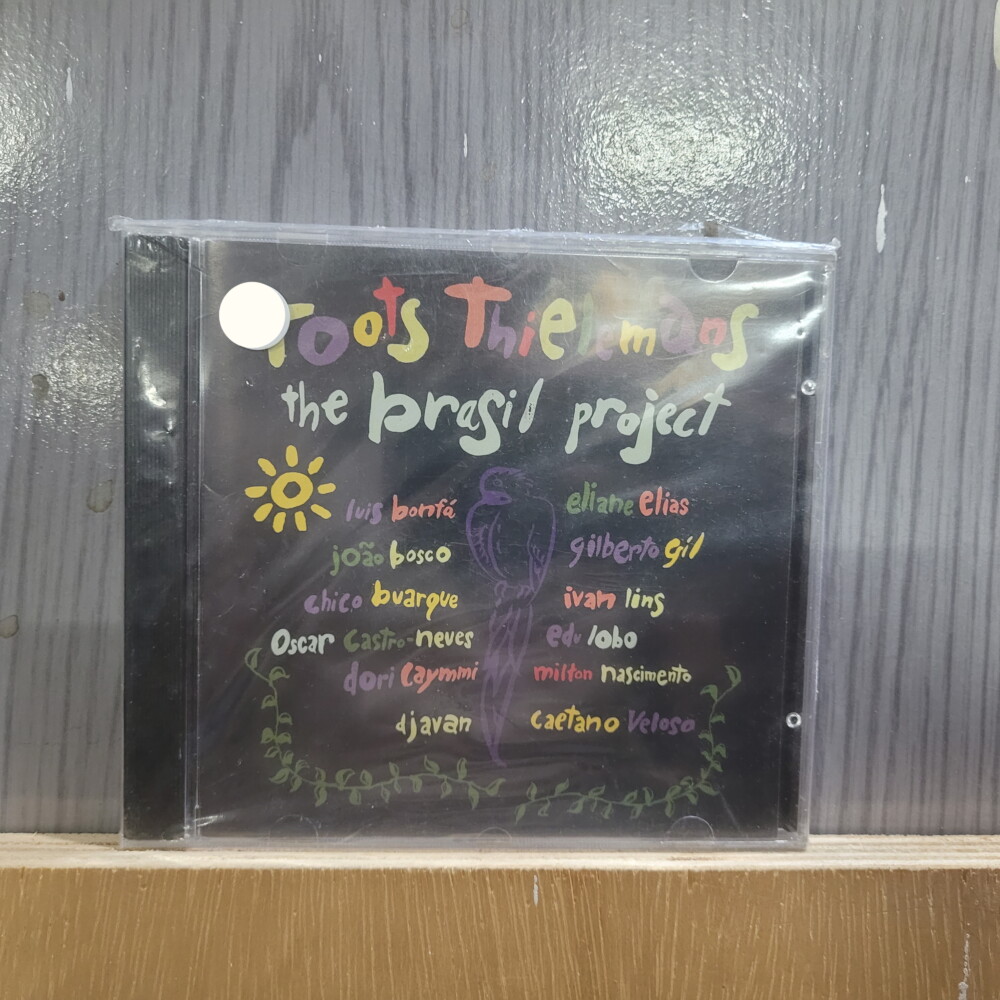 Toots Thielemans
the brasil project
luis bonfá
joão bosco
chico buarque
Oscar Castro-neves
dori Caymmi
djavan
eliane elias
gilberto gil
ivan lins
edu lobo
milton nascimento
caetano Veloso